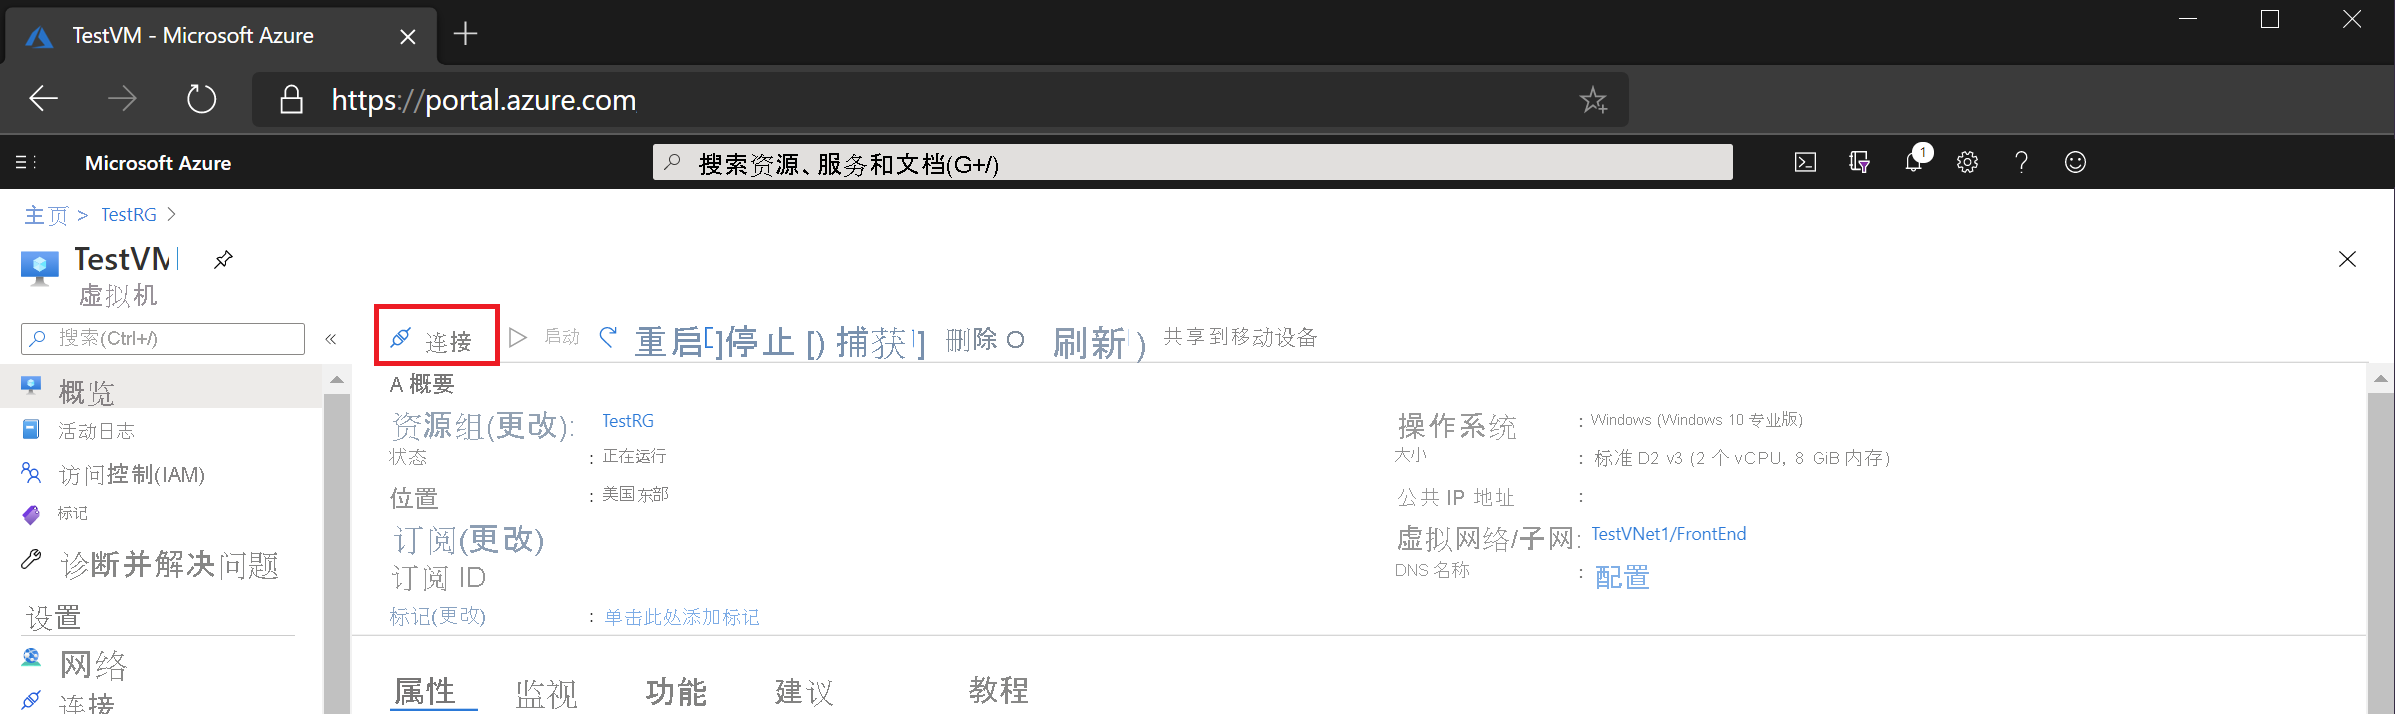 TestVM - Microsoft Azure
https://portal.azure.com
Microsoft Azure
搜索资源、服务和文档(G+/)
1
主页 > TestRG >
TestVM
虚拟机
搜索(Ctrl+/)
«
连接
启动
重启
停止
捕获
删除
刷新
共享到移动设备
概览
活动日志
访问控制(IAM)
标记
诊断并解决问题
设置
网络
连接
A 概要
资源组(更改): TestRG
状态 : 正在运行
位置 : 美国东部
订阅(更改)
订阅 ID
标记(更改) : 单击此处添加标记
操作系统 : Windows (Windows 10 专业版)
大小 : 标准 D2 v3 (2 个 vCPU, 8 GiB 内存)
公共 IP 地址 :
虚拟网络/子网: TestVNet1/FrontEnd
DNS 名称 : 配置
属性 监视 功能 建议 教程